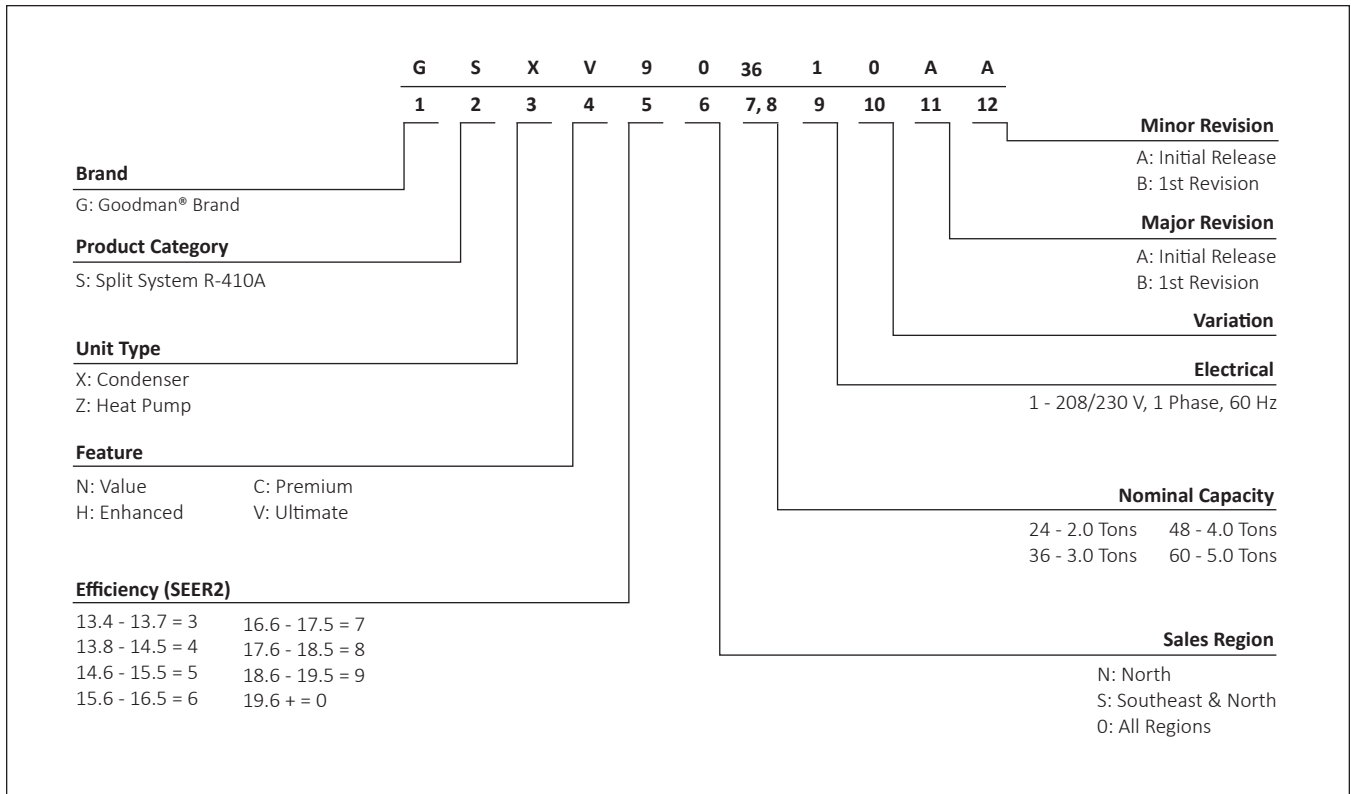 G S X V 9 0 36 1 0 A A
1 2 3 4 5 6 7, 8 9 10 11 12
Brand
G: Goodman® Brand
Product Category
S: Split System R-410A
Unit Type
X: Condenser
Z: Heat Pump
Feature
N: Value C: Premium
H: Enhanced V: Ultimate
Efficiency (SEER2)
13.4 - 13.7 = 3 16.6 - 17.5 = 7
13.8 - 14.5 = 4 17.6 - 18.5 = 8
14.6 - 15.5 = 5 18.6 - 19.5 = 9
15.6 - 16.5 = 6 19.6 + = 0
Minor Revision
A: Initial Release
B: 1st Revision
Major Revision
A: Initial Release
B: 1st Revision
Variation
Electrical
1 - 208/230 V, 1 Phase, 60 Hz
Nominal Capacity
24 - 2.0 Tons 48 - 4.0 Tons
36 - 3.0 Tons 60 - 5.0 Tons
Sales Region
N: North
S: Southeast & North
0: All Regions